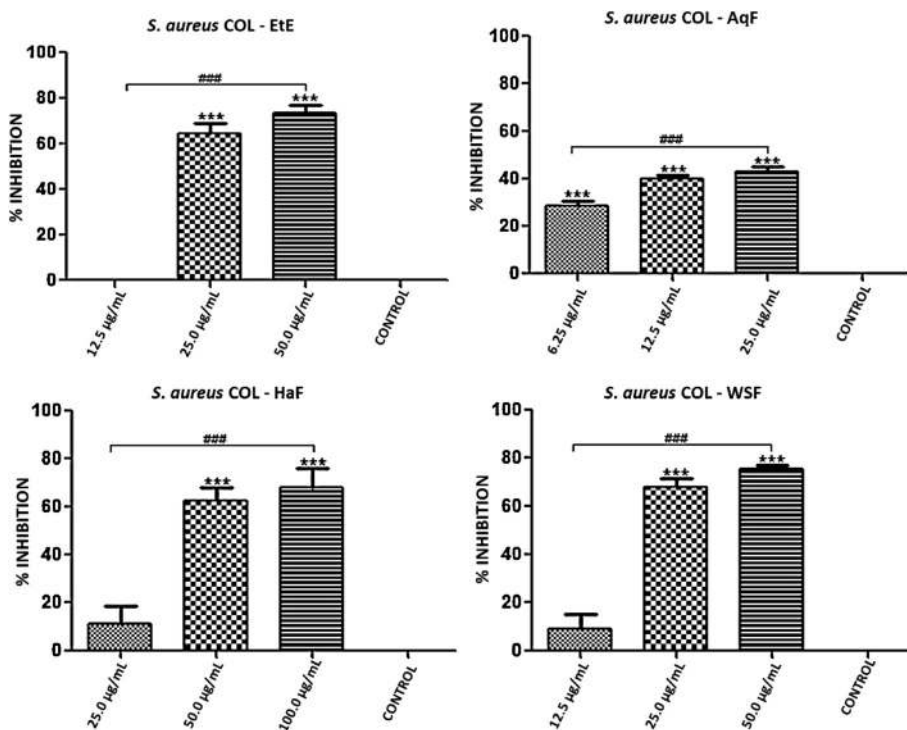 S. aureus COL - EtE
% INHIBITION
100
80
60
40
20
0
###
***
***
12.5 µg/mL
25.0 µg/mL
50.0 µg/mL
CONTROL
S. aureus COL - AqF
% INHIBITION
100
80
60
40
20
0
###
***
***
***
6.25 µg/mL
12.5 µg/mL
25.0 µg/mL
CONTROL
S. aureus COL - HaF
% INHIBITION
100
80
60
40
20
0
###
***
***
25.0 µg/mL
50.0 µg/mL
100.0 µg/mL
CONTROL
S. aureus COL - WSF
% INHIBITION
100
80
60
40
20
0
###
***
***
12.5 µg/mL
25.0 µg/mL
50.0 µg/mL
CONTROL